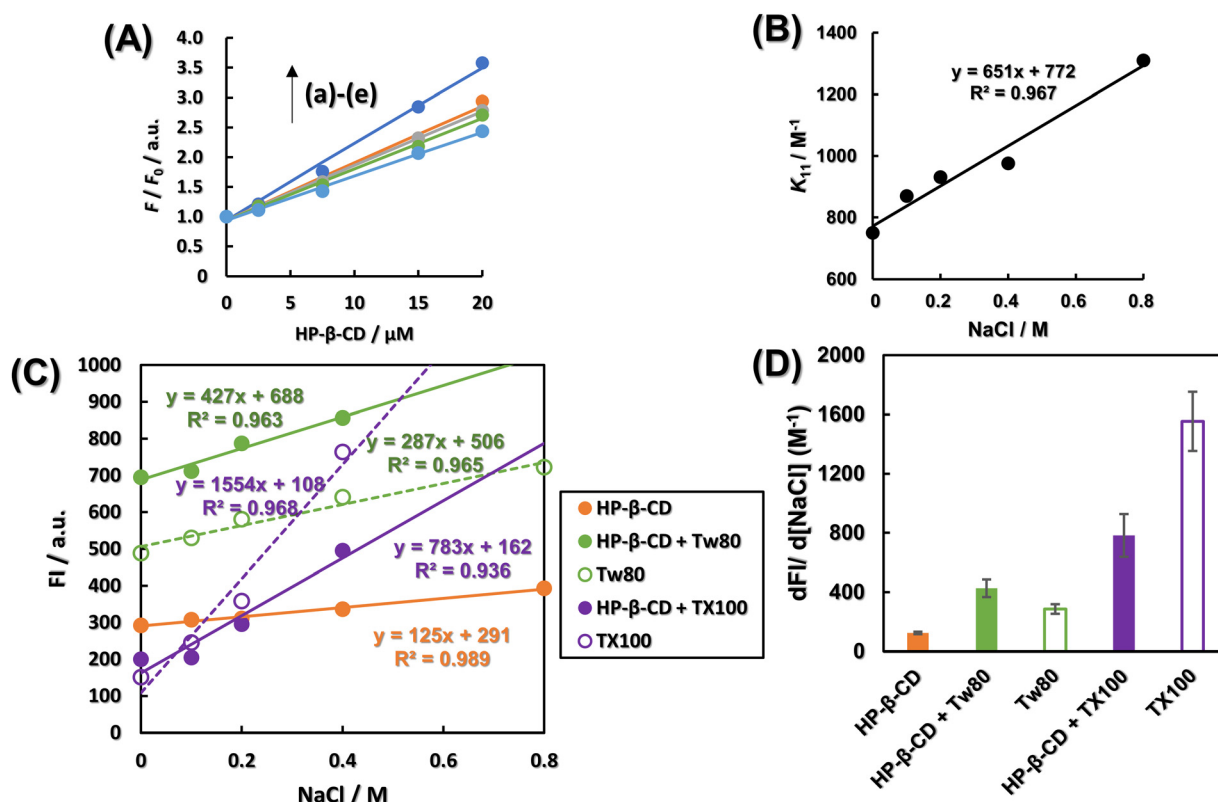 (A)
4.0
3.5
3.0
2.5
2.0
1.5
1.0
0.5
0
F / F0 / a.u.
(a)-(e)
0 5 10 15 20
HP-β-CD / µM
(B)
1400
1200
1000
800
600
K11 / M-1
y = 651x + 772
R² = 0.967
0 0.2 0.4 0.6 0.8
NaCl / M
(C)
1000
900
800
700
600
500
400
300
200
100
0
FI/ a.u.
y = 427x + 688
R² = 0.963
y = 287x + 506
R² = 0.965
y = 1554x + 108
R² = 0.968
y = 783x + 162
R² = 0.936
y = 125x + 291
R² = 0.989
0 0.2 0.4 0.6 0.8
NaCl / M
HP-β-CD
HP-β-CD + Tw80
Tw80
HP-β-CD + TX100
TX100
(D)
2000
1600
1200
800
400
0
dFI/ d[NaCl] (M-1)
HP-β-CD
HP-β-CD + Tw80
Tw80
HP-β-CD + TX100
TX100